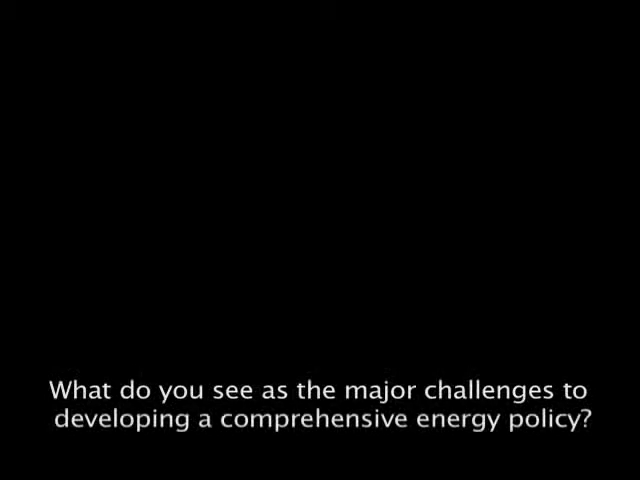 What do you see as the major challenges to
developing a comprehensive energy policy?